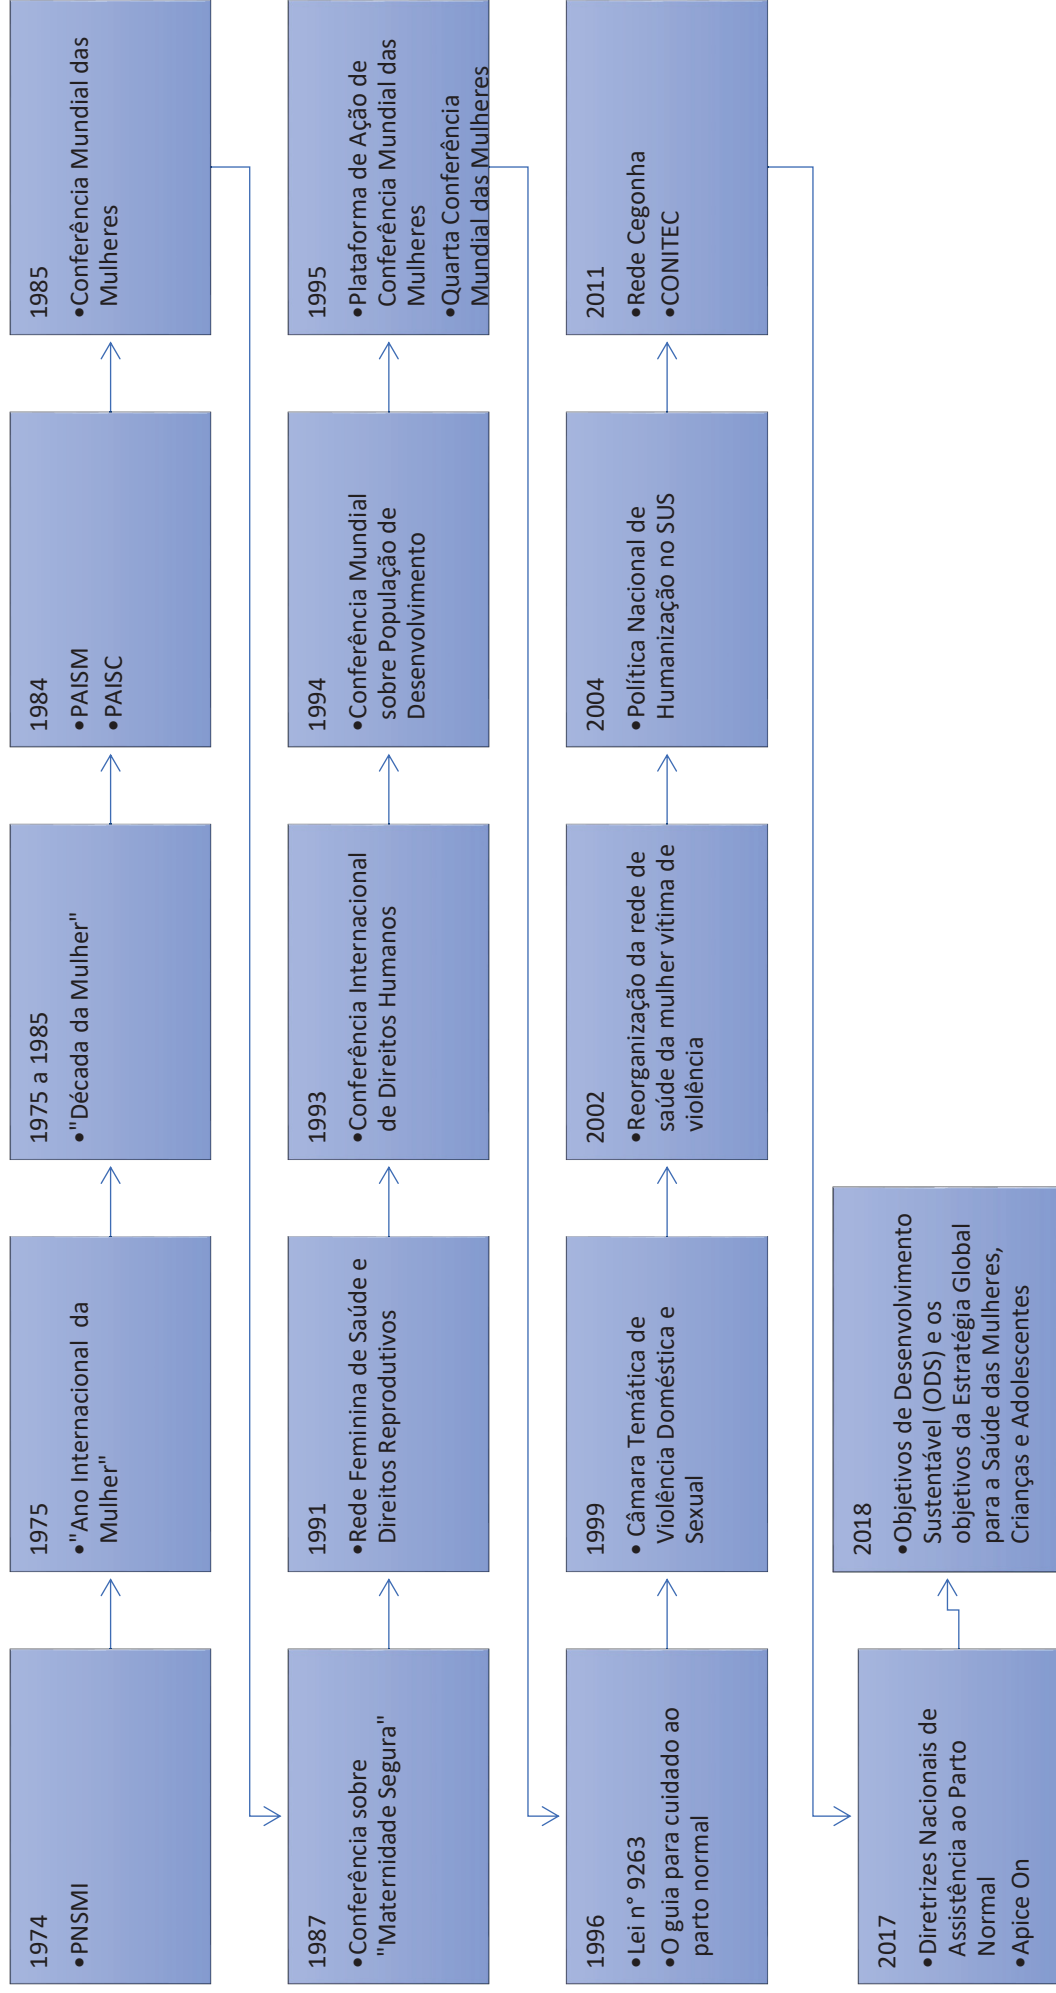 1974
•PNSMI
1975
•"Ano Internacional da
Mulher"
1975 a 1985
•"Década da Mulher"
1984
•PAISM
•PAISC
1985
•Conferência Mundial das
Mulheres
1987
•Conferência sobre
"Maternidade Segura"
1991
•Rede Feminina de Saúde e
Direitos Reprodutivos
1993
•Conferência Internacional
de Direitos Humanos
1994
•Conferência Mundial
sobre População de
Desenvolvimento
1995
•Plataforma de Ação de
Conferência Mundial das
Mulheres
•Quarta Conferência
Mundial das Mulheres
1996
•Lei n° 9263
•O guia para cuidado ao
parto normal
1999
• Câmara Temática de
Violência Doméstica e
Sexual
2002
•Reorganização da rede de
saúde da mulher vítima de
violência
2004
•Política Nacional de
Humanização no SUS
2011
•Rede Cegonha
•CONITEC
2017
•Diretrizes Nacionais de
Assistência ao Parto
Normal
•Apice On
2018
•Objetivos de Desenvolvimento
Sustentável (ODS) e os
objetivos da Estratégia Global
para a Saúde das Mulheres,
Crianças e Adolescentes